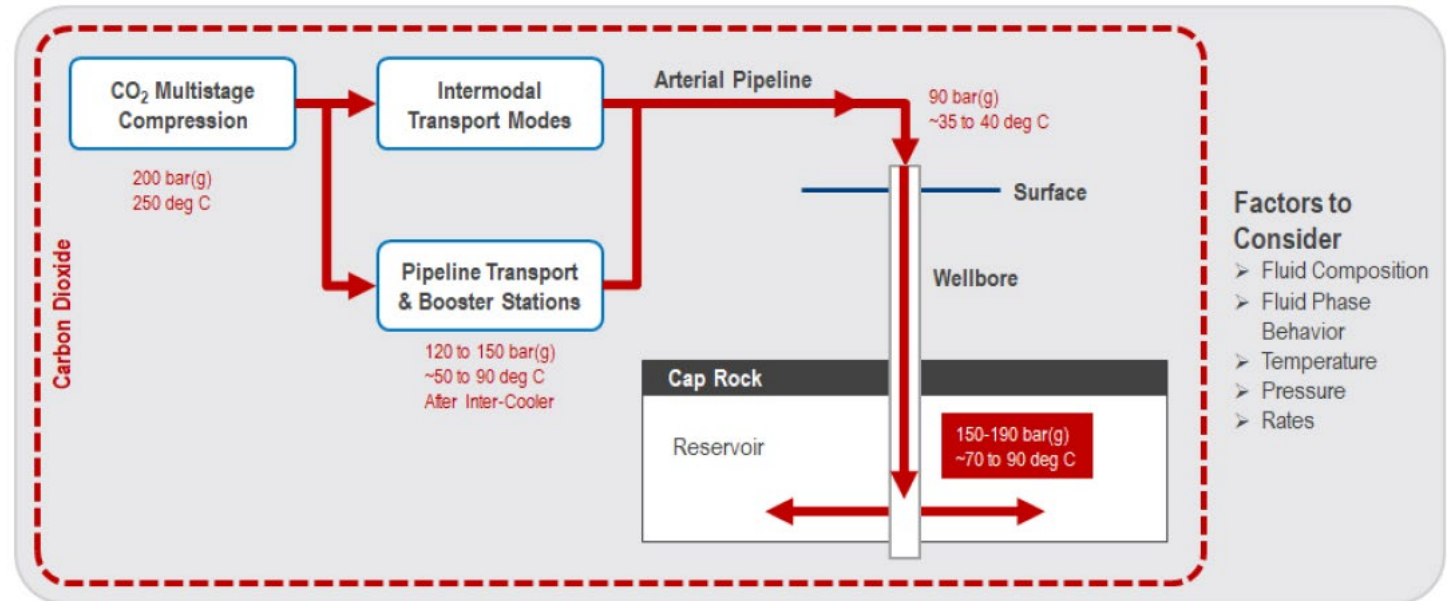 CO₂ Multistage
Compression
200 bar(g)
250 deg C
Intermodal
Transport Modes
Pipeline Transport
& Booster Stations
120 to 150 bar(g)
~50 to 90 deg C
After Inter-Cooler
Arterial Pipeline
90 bar(g)
~35 to 40 deg C
Surface
Wellbore
Cap Rock
Reservoir
150-190 bar(g)
~70 to 90 deg C
Carbon Dioxide
Factors to
Consider
➢ Fluid Composition
➢ Fluid Phase
Behavior
➢ Temperature
➢ Pressure
➢ Rates